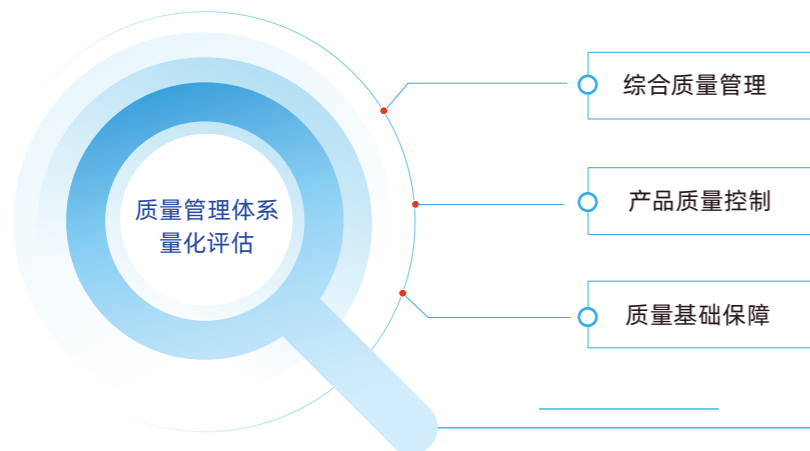 质量管理体系
量化评估
综合质量管理
产品质量控制
质量基础保障